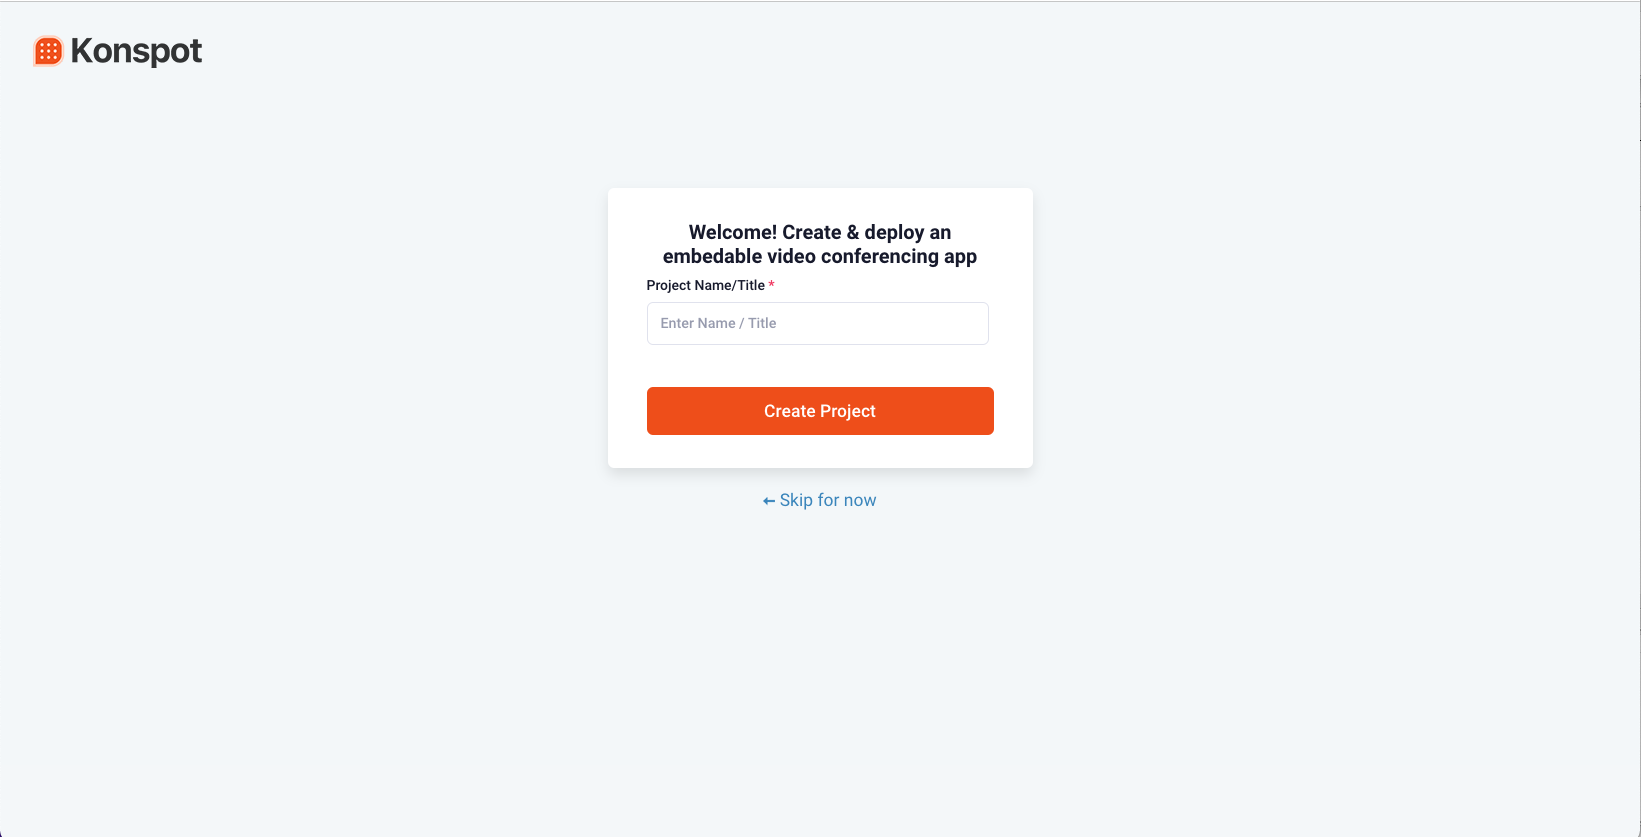 Konspot
Welcome! Create & deploy an
embedable video conferencing app
Project Name/Title *
Enter Name / Title
Create Project
← Skip for now